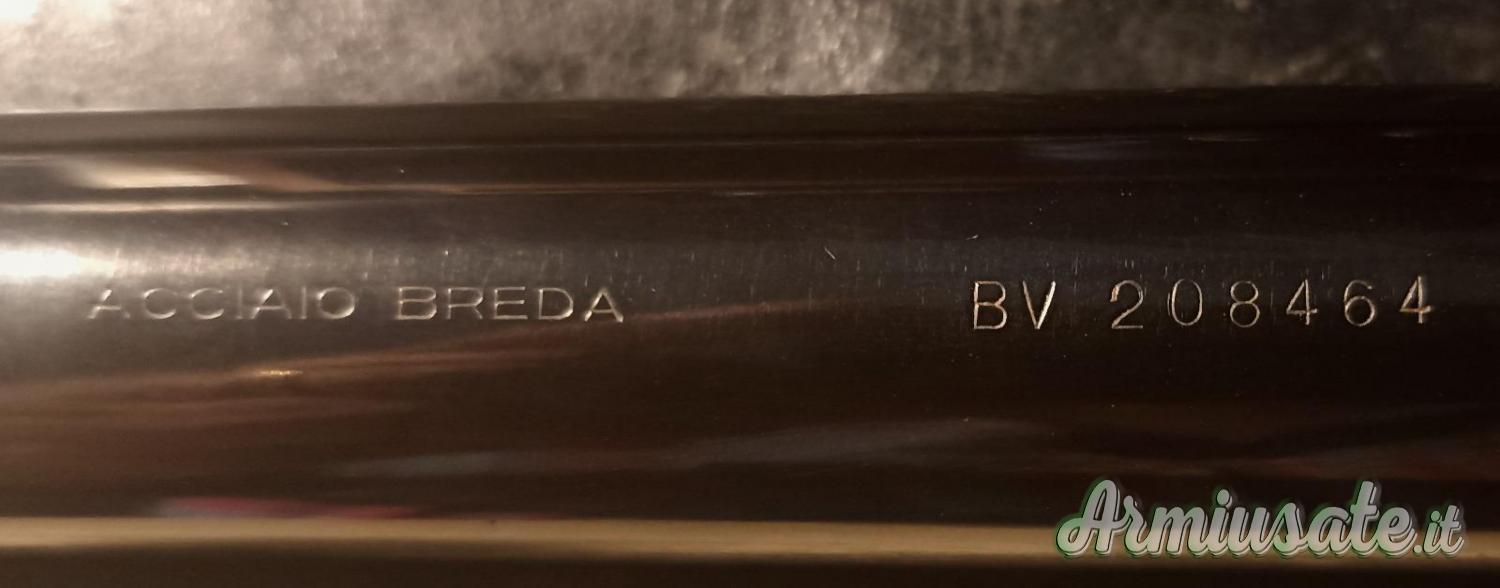 ACCIAIO BREDA BV 208464
Armiusate.it